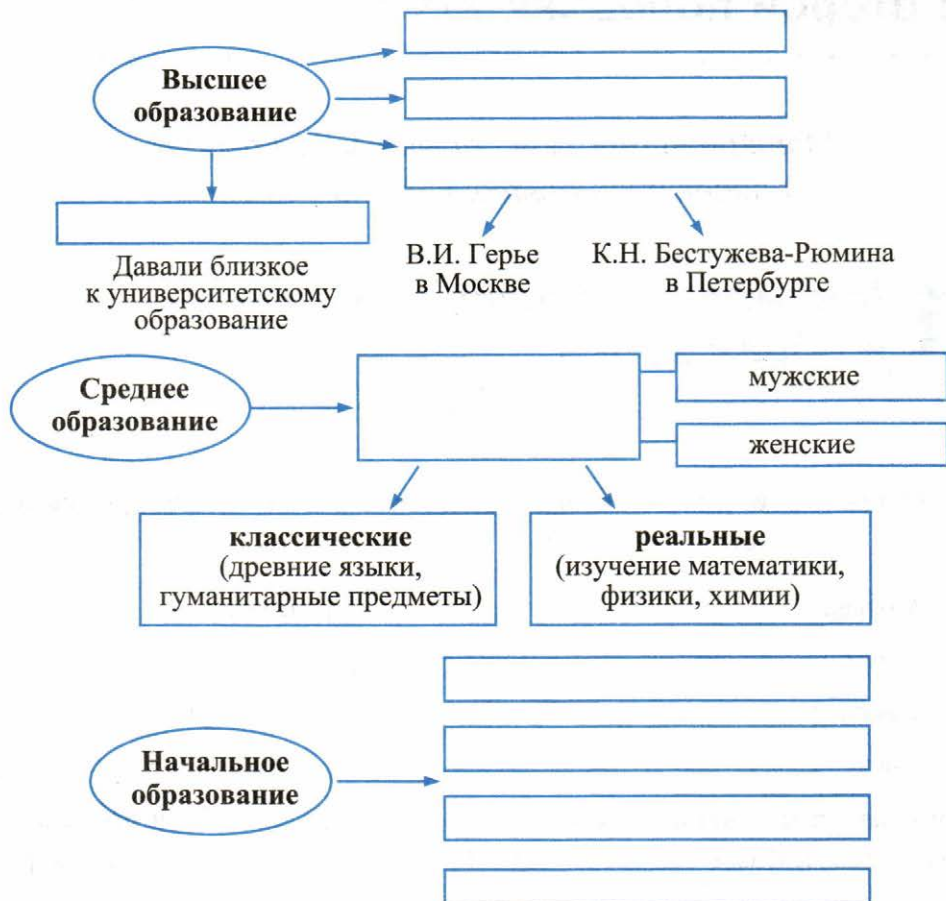 Высшее
образование
Давали близкое
к университетскому
образование
В.И. Герье
в Москве
К.Н. Бестужева-Рюмина
в Петербурге
Среднее
образование
мужские
женские
классические
(древние языки,
гуманитарные предметы)
реальные
(изучение математики,
физики, химии)
Начальное
образование